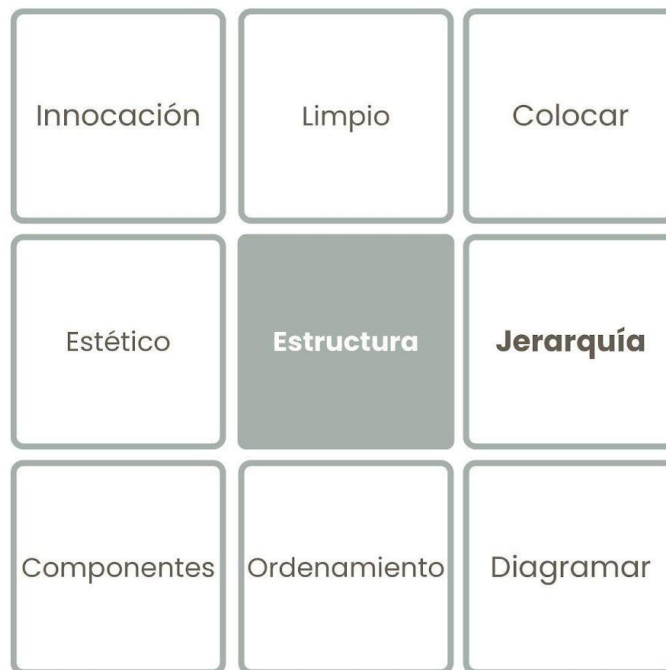 Innocación
Limpio
Colocar
Estético
Estructura
Jerarquía
Componentes
Ordenamiento
Diagramar